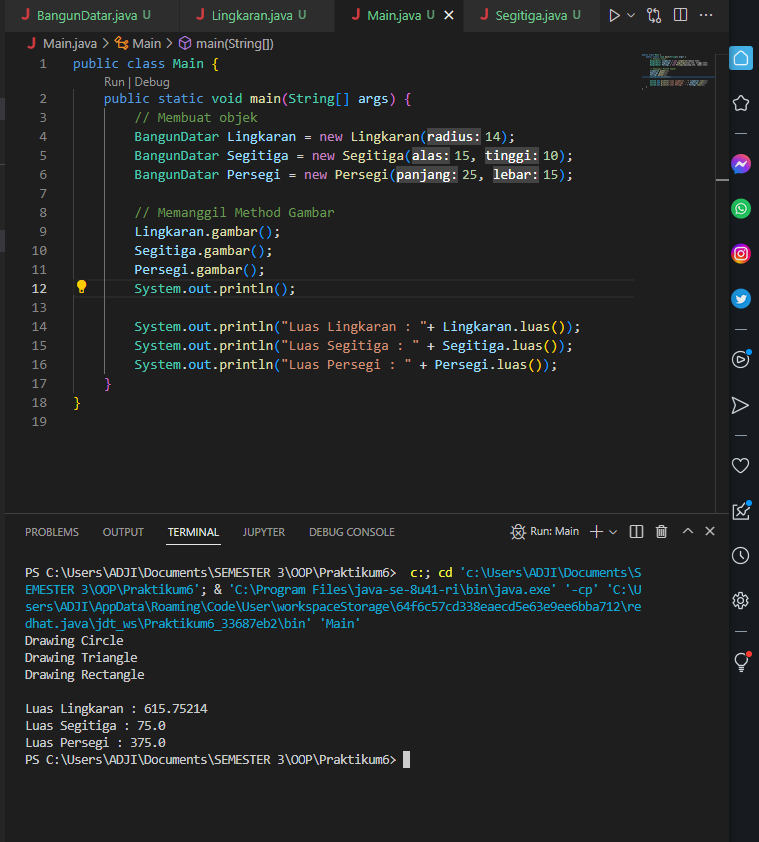 BangunDatar.java U Lingkaran.java U Main.java U Segitiga.java U
Main.java > Main > main(String[])
1 public class Main {
Run | Debug
2 public static void main(String[] args) {
3 // Membuat objek
4 BangunDatar Lingkaran = new Lingkaran(radius: 14);
5 BangunDatar Segitiga = new Segitiga(alas: 15, tinggi: 10);
6 BangunDatar Persegi = new Persegi(panjang: 25, lebar: 15);
7
8 // Memanggil Method Gambar
9 Lingkaran.gambar();
10 Segitiga.gambar();
11 Persegi.gambar();
12 System.out.println();
13
14 System.out.println("Luas Lingkaran : "+ Lingkaran.luas());
15 System.out.println("Luas Segitiga : " + Segitiga.luas());
16 System.out.println("Luas Persegi : " + Persegi.luas());
17 }
18 }
19
PROBLEMS OUTPUT TERMINAL JUPYTER DEBUG CONSOLE Run: Main
PS C:\Users\ADJI\Documents\SEMESTER 3\OOP\Praktikum6> c:; cd 'c:\Users\ADJI\Documents\S
EMESTER 3\OOP\Praktikum6'; & 'C:\Program Files\java-se-8u41-ri\bin\java.exe' '-cp' 'C:\U
sers\ADJI\AppData\Roaming\Code\User\workspaceStorage\64f6c57cd338eaecd5e63e9ee6bba712\re
dhat.java\jdt_ws\Praktikum6_33687eb2\bin' 'Main'
Drawing Circle
Drawing Triangle
Drawing Rectangle
Luas Lingkaran : 615.75214
Luas Segitiga : 75.0
Luas Persegi : 375.0
PS C:\Users\ADJI\Documents\SEMESTER 3\OOP\Praktikum6>